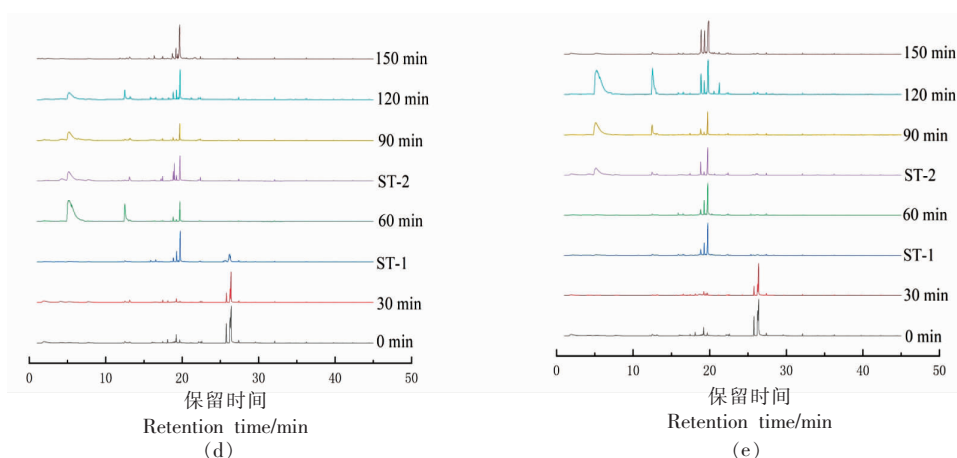 150 min
120 min
90 min
ST-2
60 min
ST-1
30 min
0 min
0 10 20 30 40 50
保留时间
Retention time/min
(d)
150 min
120 min
90 min
ST-2
60 min
ST-1
30 min
0 min
0 10 20 30 40 50
保留时间
Retention time/min
(e)